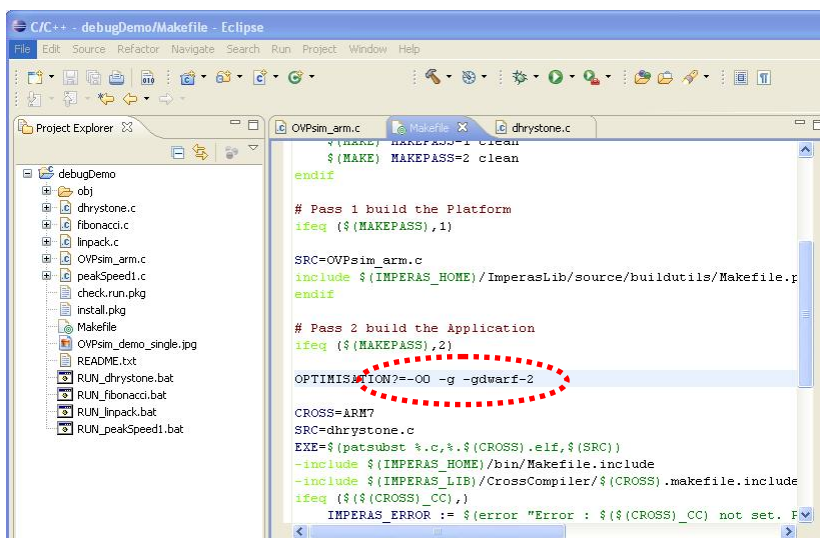 C/C++ - debugDemo/Makefile - Eclipse
File Edit Source Refactor Navigate Search Run Project Window Help
Project Explorer
OVPsim_arm.c Makefile dhrystone.c
debugDemo
obj
dhrystone.c
fibonacci.c
linpack.c
OVPsim_arm.c
peakSpeed1.c
check.run.pkg
install.pkg
Makefile
OVPsim_demo_single.jpg
README.txt
RUN_dhrystone.bat
RUN_fibonacci.bat
RUN_linpack.bat
RUN_peakSpeed1.bat
$(MAKE) MAKEPASS=1 clean
$(MAKE) MAKEPASS=2 clean
endif
# Pass 1 build the Platform
ifeq ($(MAKEPASS),1)
SRC=OVPsim_arm.c
include $(IMPERAS_HOME)/ImperasLib/source/buildutils/Makefile.p
endif
# Pass 2 build the Application
ifeq ($(MAKEPASS),2)
OPTIMISATION?=-O0 -g -gdwarf-2
CROSS=ARM7
SRC=dhrystone.c
EXE=$(patsubst %.c,%.$(CROSS).elf,$(SRC))
-include $(IMPERAS_HOME)/bin/Makefile.include
-include $(IMPERAS_LIB)/CrossCompiler/$(CROSS).makefile.include
ifeq ($($(CROSS)_CC),)
IMPERAS_ERROR := $(error "Error : $($(CROSS)_CC) not set. P